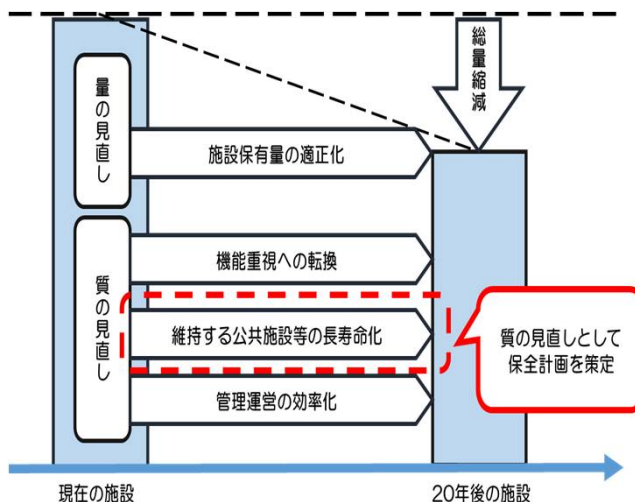 総量縮減
量の見直し
施設保有量の適正化
質の見直し
機能重視への転換
維持する公共施設等の長寿命化
管理運営の効率化
質の見直しとして
保全計画を策定
現在の施設
20年後の施設